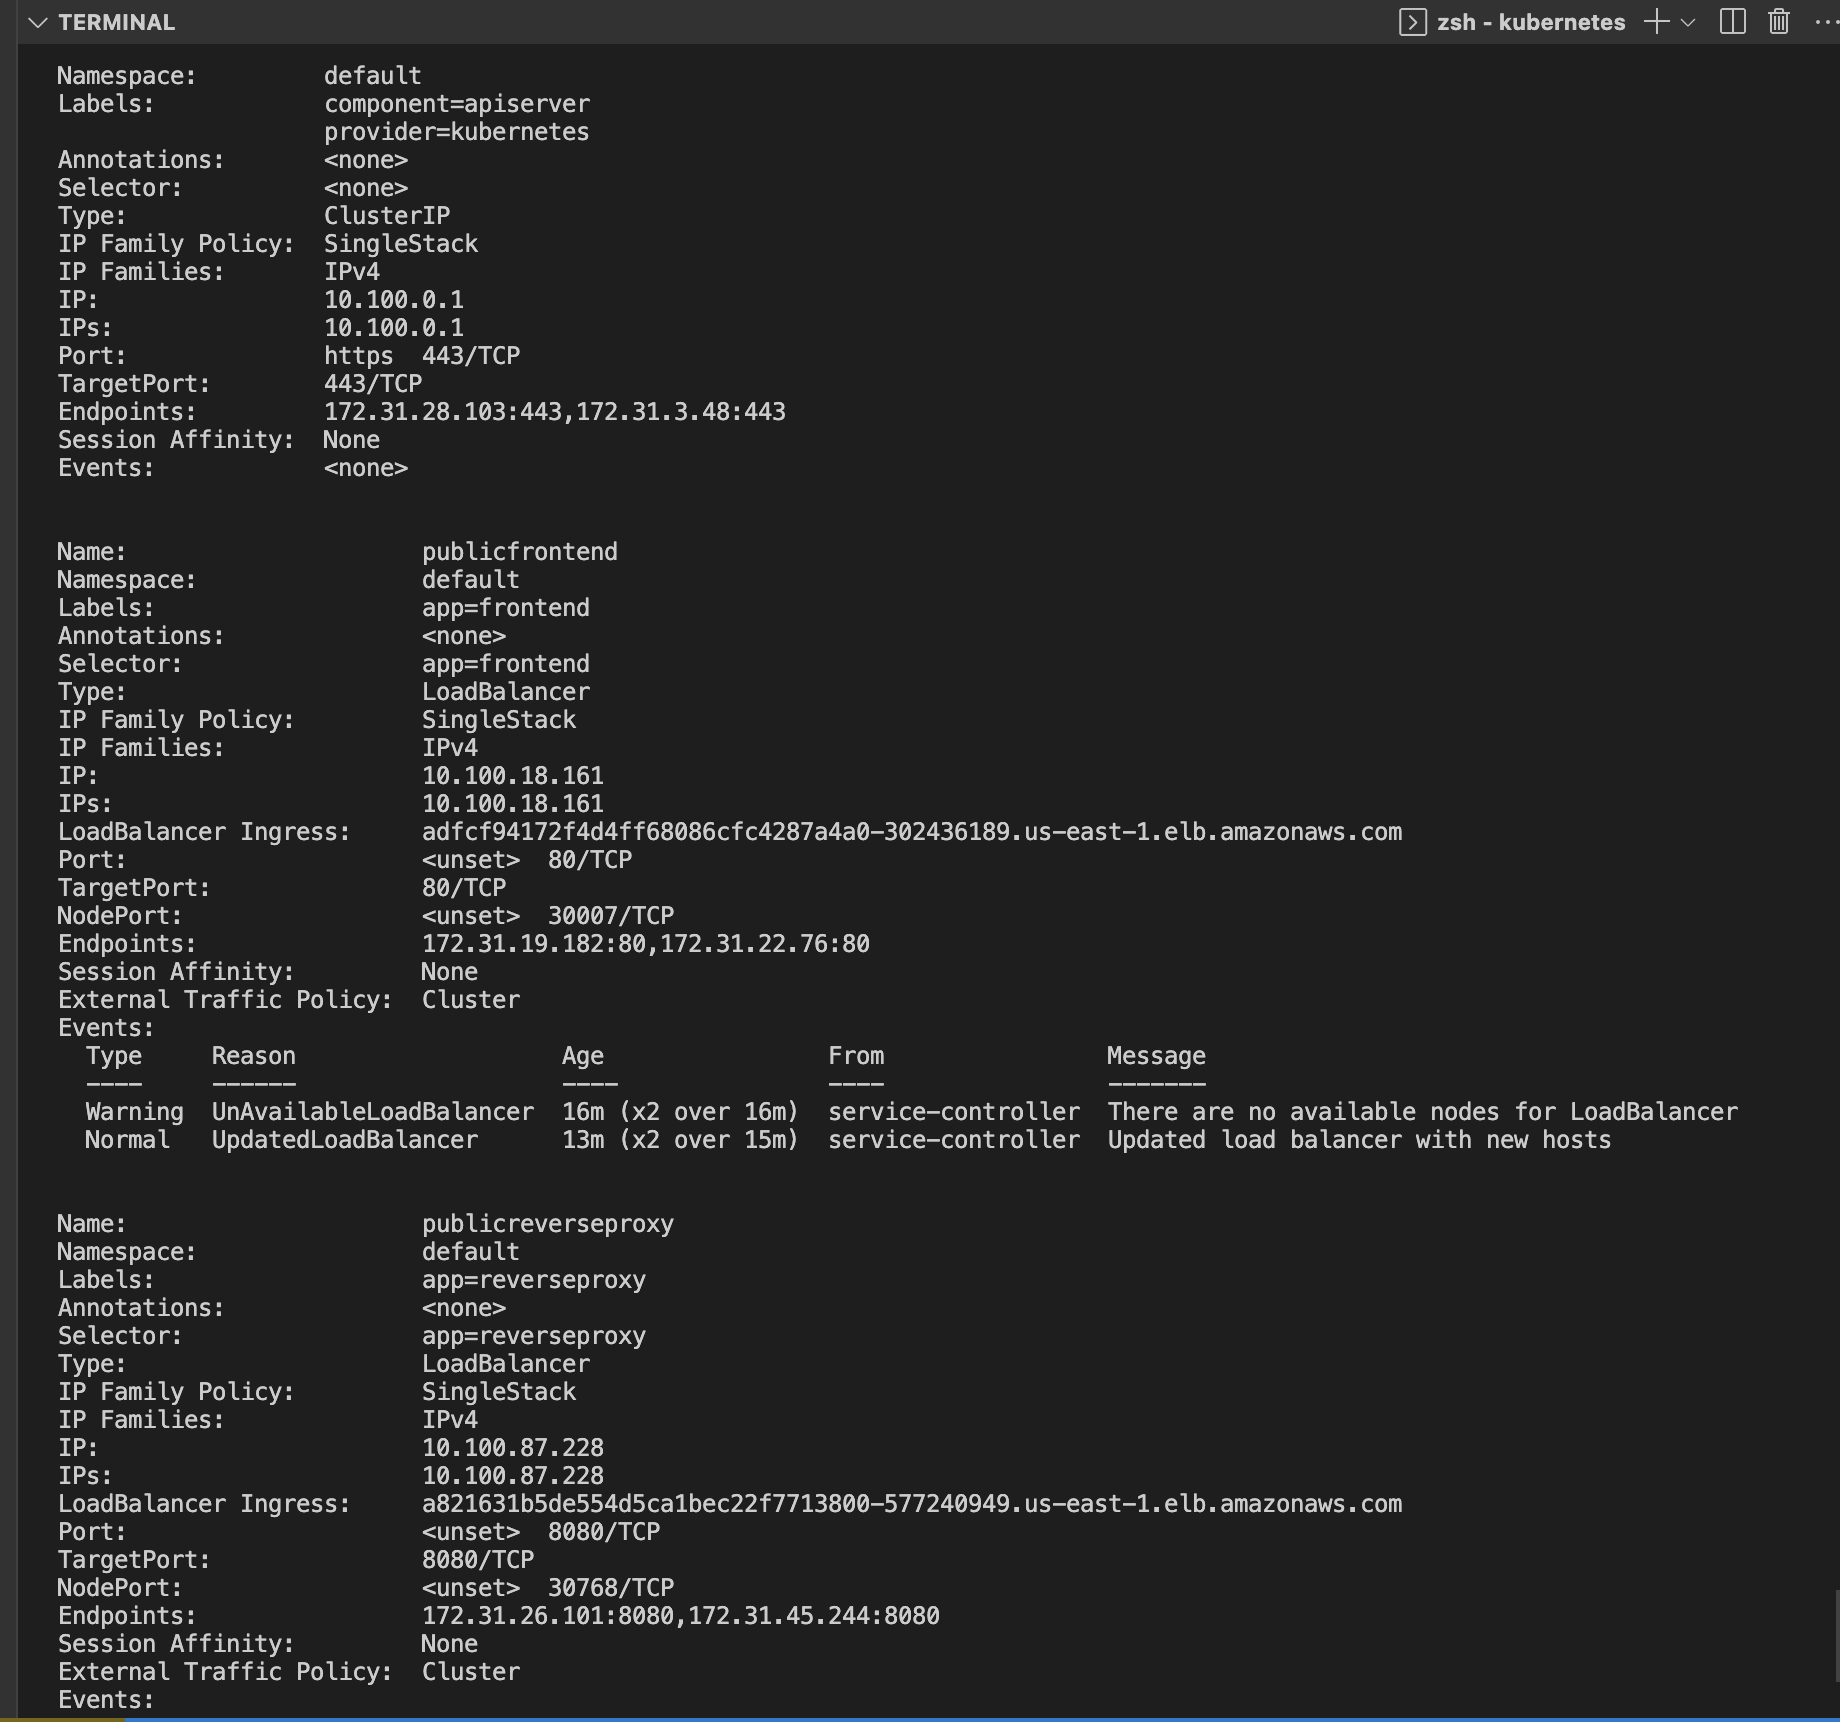 TERMINAL
zsh - kubernetes
Namespace: default
Labels: component=apiserver
provider=kubernetes
Annotations: <none>
Selector: <none>
Type: ClusterIP
IP Family Policy: SingleStack
IP Families: IPv4
IP: 10.100.0.1
IPs: 10.100.0.1
Port: https 443/TCP
TargetPort: 443/TCP
Endpoints: 172.31.28.103:443,172.31.3.48:443
Session Affinity: None
Events: <none>
Name: publicfrontend
Namespace: default
Labels: app=frontend
Annotations: <none>
Selector: app=frontend
Type: LoadBalancer
IP Family Policy: SingleStack
IP Families: IPv4
IP: 10.100.18.161
IPs: 10.100.18.161
LoadBalancer Ingress: adfcf94172f4d4ff68086cfc4287a4a0-302436189.us-east-1.elb.amazonaws.com
Port: <unset> 80/TCP
TargetPort: 80/TCP
NodePort: <unset> 30007/TCP
Endpoints: 172.31.19.182:80,172.31.22.76:80
Session Affinity: None
External Traffic Policy: Cluster
Events:
Type Reason Age From Message
---- ------ ---- ---- -------
Warning UnAvailableLoadBalancer 16m (x2 over 16m) service-controller There are no available nodes for LoadBalancer
Normal UpdatedLoadBalancer 13m (x2 over 15m) service-controller Updated load balancer with new hosts
Name: publicreverseproxy
Namespace: default
Labels: app=reverseproxy
Annotations: <none>
Selector: app=reverseproxy
Type: LoadBalancer
IP Family Policy: SingleStack
IP Families: IPv4
IP: 10.100.87.228
IPs: 10.100.87.228
LoadBalancer Ingress: a821631b5de554d5ca1bec22f7713800-577240949.us-east-1.elb.amazonaws.com
Port: <unset> 8080/TCP
TargetPort: 8080/TCP
NodePort: <unset> 30768/TCP
Endpoints: 172.31.26.101:8080,172.31.45.244:8080
Session Affinity: None
External Traffic Policy: Cluster
Events: